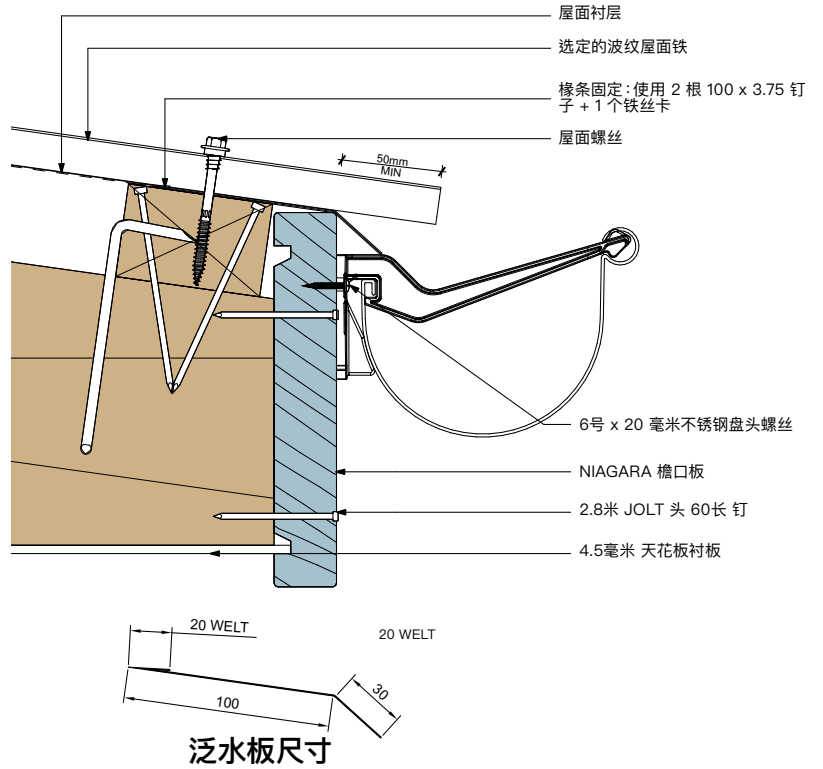 屋面衬层
选定的波纹屋面铁
椽条固定：使用 2 根 100 x 3.75 钉
子 + 1 个铁丝卡
屋面螺丝
50mm
MIN
6号 x 20 毫米不锈钢盘头螺丝
NIAGARA 檐口板
2.8米 JOLT 头 60长 钉
4.5毫米 天花板衬板
20 WELT
20 WELT
100
30
泛水板尺寸